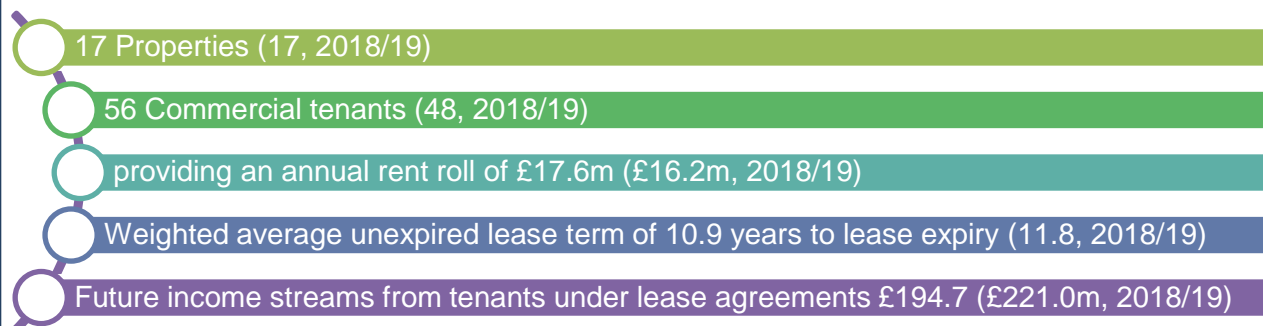 17 Properties (17, 2018/19)
56 Commercial tenants (48, 2018/19)
providing an annual rent roll of £17.6m (£16.2m, 2018/19)
Weighted average unexpired lease term of 10.9 years to lease expiry (11.8, 2018/19)
Future income streams from tenants under lease agreements £194.7 (£221.0m, 2018/19)